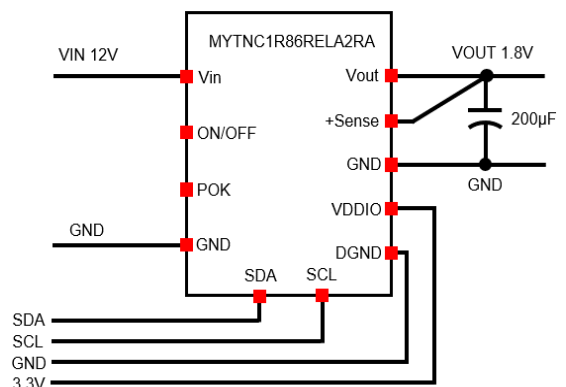 MYTNC1R86RELA2RA
VIN 12V
Vin
Vout
VOUT 1.8V
ON/OFF
+Sense
200µF
POK
GND
GND
VDDIO
GND
GND
DGND
SDA
SCL
SDA
SCL
GND
3.3V